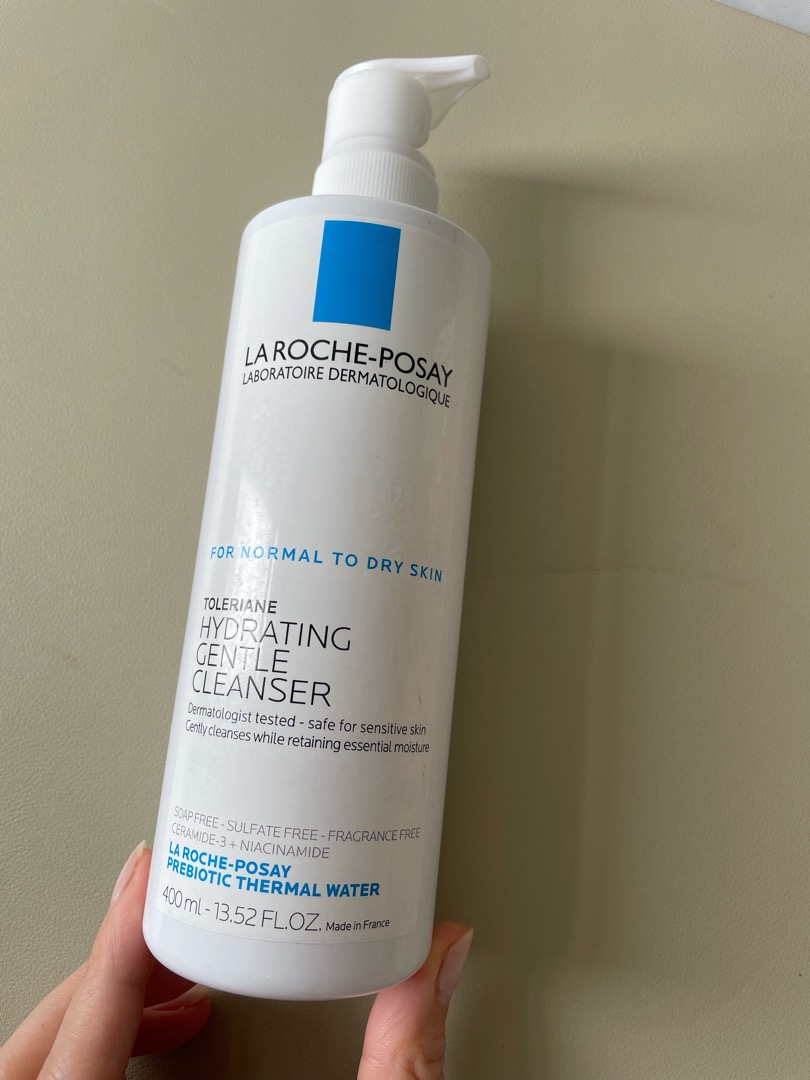 LA ROCHE-POSAY
LABORATOIRE DERMATOLOGIQUE
FOR NORMAL TO DRY SKIN
TOLERIANE
HYDRATING
GENTLE
CLEANSER
Dermatologist tested - safe for sensitive skin
Gently cleanses while retaining essential moisture
SOAP FREE - SULFATE FREE - FRAGRANCE FREE
CERAMIDE-3 + NIACINAMIDE
LA ROCHE-POSAY
PREBIOTIC THERMAL WATER
400 ml - 13.52 FL.OZ. Made in France